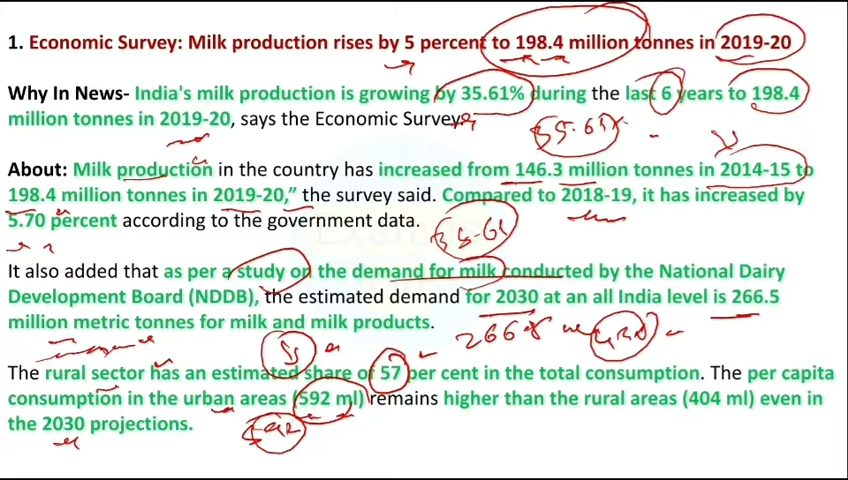 1. Economic Survey: Milk production rises by 5 percent to 198.4 million tonnes in 2019-20
Why In News- India's milk production is growing by 35.61% during the last 6 years to 198.4
million tonnes in 2019-20, says the Economic Survey.
35.61%
About: Milk production in the country has increased from 146.3 million tonnes in 2014-15 to
198.4 million tonnes in 2019-20," the survey said. Compared to 2018-19, it has increased by
5.70 percent according to the government data.
35-61
It also added that as per a study on the demand for milk conducted by the National Dairy
Development Board (NDDB), the estimated demand for 2030 at an all India level is 266.5
million metric tonnes for milk and milk products.
The rural sector has an estimated share of 57 per cent in the total consumption. The per capita
consumption in the urban areas (592 ml) remains higher than the rural areas (404 ml) even in
the 2030 projections.
592